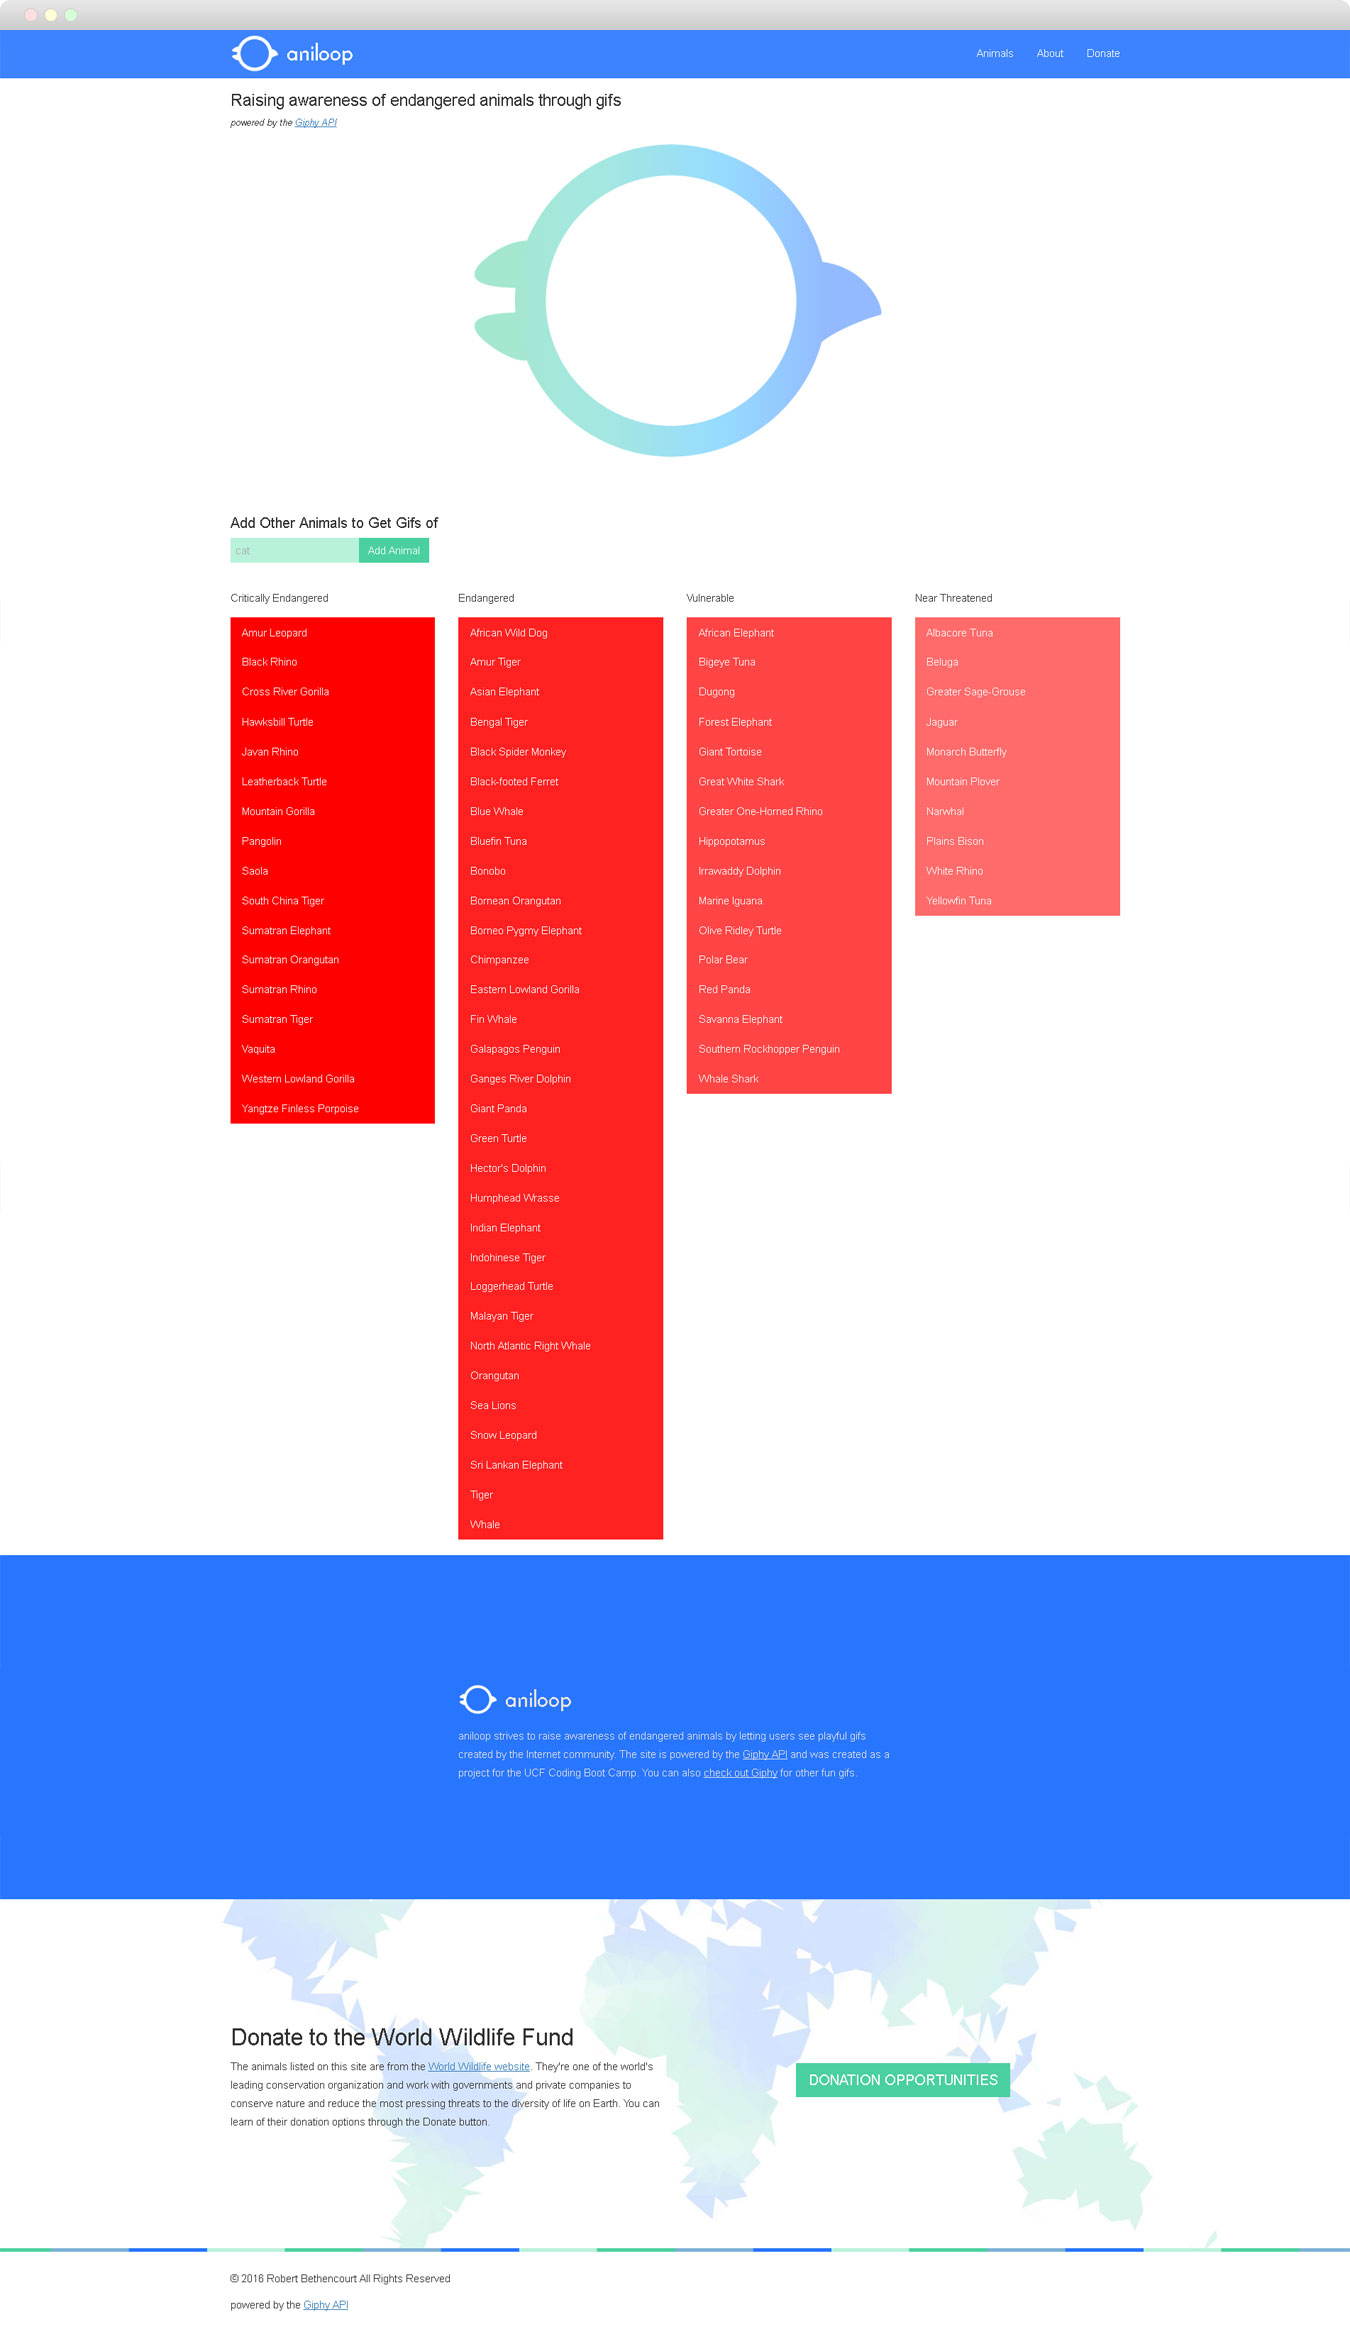 aniloop
Animals
About
Donate
Raising awareness of endangered animals through gifs
powered by the Giphy API
Add Other Animals to Get Gifs of
cat
Add Animal
Critically Endangered
Amur Leopard
Black Rhino
Cross River Gorilla
Hawksbill Turtle
Javan Rhino
Leatherback Turtle
Mountain Gorilla
Pangolin
Saola
South China Tiger
Sumatran Elephant
Sumatran Orangutan
Sumatran Rhino
Sumatran Tiger
Vaquita
Western Lowland Gorilla
Yangtze Finless Porpoise
Endangered
African Wild Dog
Amur Tiger
Asian Elephant
Bengal Tiger
Black Spider Monkey
Black-footed Ferret
Blue Whale
Bluefin Tuna
Bonobo
Bornean Orangutan
Borneo Pygmy Elephant
Chimpanzee
Eastern Lowland Gorilla
Fin Whale
Galapagos Penguin
Ganges River Dolphin
Giant Panda
Green Turtle
Hector's Dolphin
Humphead Wrasse
Indian Elephant
Indohinese Tiger
Loggerhead Turtle
Malayan Tiger
North Atlantic Right Whale
Orangutan
Sea Lions
Snow Leopard
Sri Lankan Elephant
Tiger
Whale
Vulnerable
African Elephant
Bigeye Tuna
Dugong
Forest Elephant
Giant Tortoise
Great White Shark
Greater One-Horned Rhino
Hippopotamus
Irrawaddy Dolphin
Marine Iguana
Olive Ridley Turtle
Polar Bear
Red Panda
Savanna Elephant
Southern Rockhopper Penguin
Whale Shark
Near Threatened
Albacore Tuna
Beluga
Greater Sage-Grouse
Jaguar
Monarch Butterfly
Mountain Plover
Narwhal
Plains Bison
White Rhino
Yellowfin Tuna
aniloop
aniloop strives to raise awareness of endangered animals by letting users see playful gifs
created by the Internet community. The site is powered by the Giphy API and was created as a
project for the UCF Coding Boot Camp. You can also check out Giphy for other fun gifs.
Donate to the World Wildlife Fund
The animals listed on this site are from the World Wildlife website. They're one of the world's
leading conservation organization and work with governments and private companies to
conserve nature and reduce the most pressing threats to the diversity of life on Earth. You can
learn of their donation options through the Donate button.
DONATION OPPORTUNITIES
© 2016 Robert Bethencourt All Rights Reserved
powered by the Giphy API